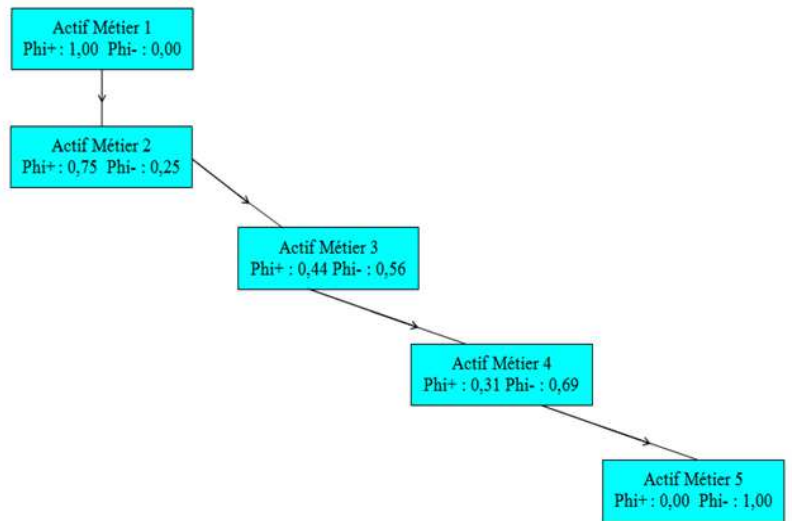 Actif Métier 1
Phi+ : 1,00 Phi- : 0,00
Actif Métier 2
Phi+ : 0,75 Phi- : 0,25
Actif Métier 3
Phi+ : 0,44 Phi- : 0,56
Actif Métier 4
Phi+ : 0,31 Phi- : 0,69
Actif Métier 5
Phi+ : 0,00 Phi- : 1,00